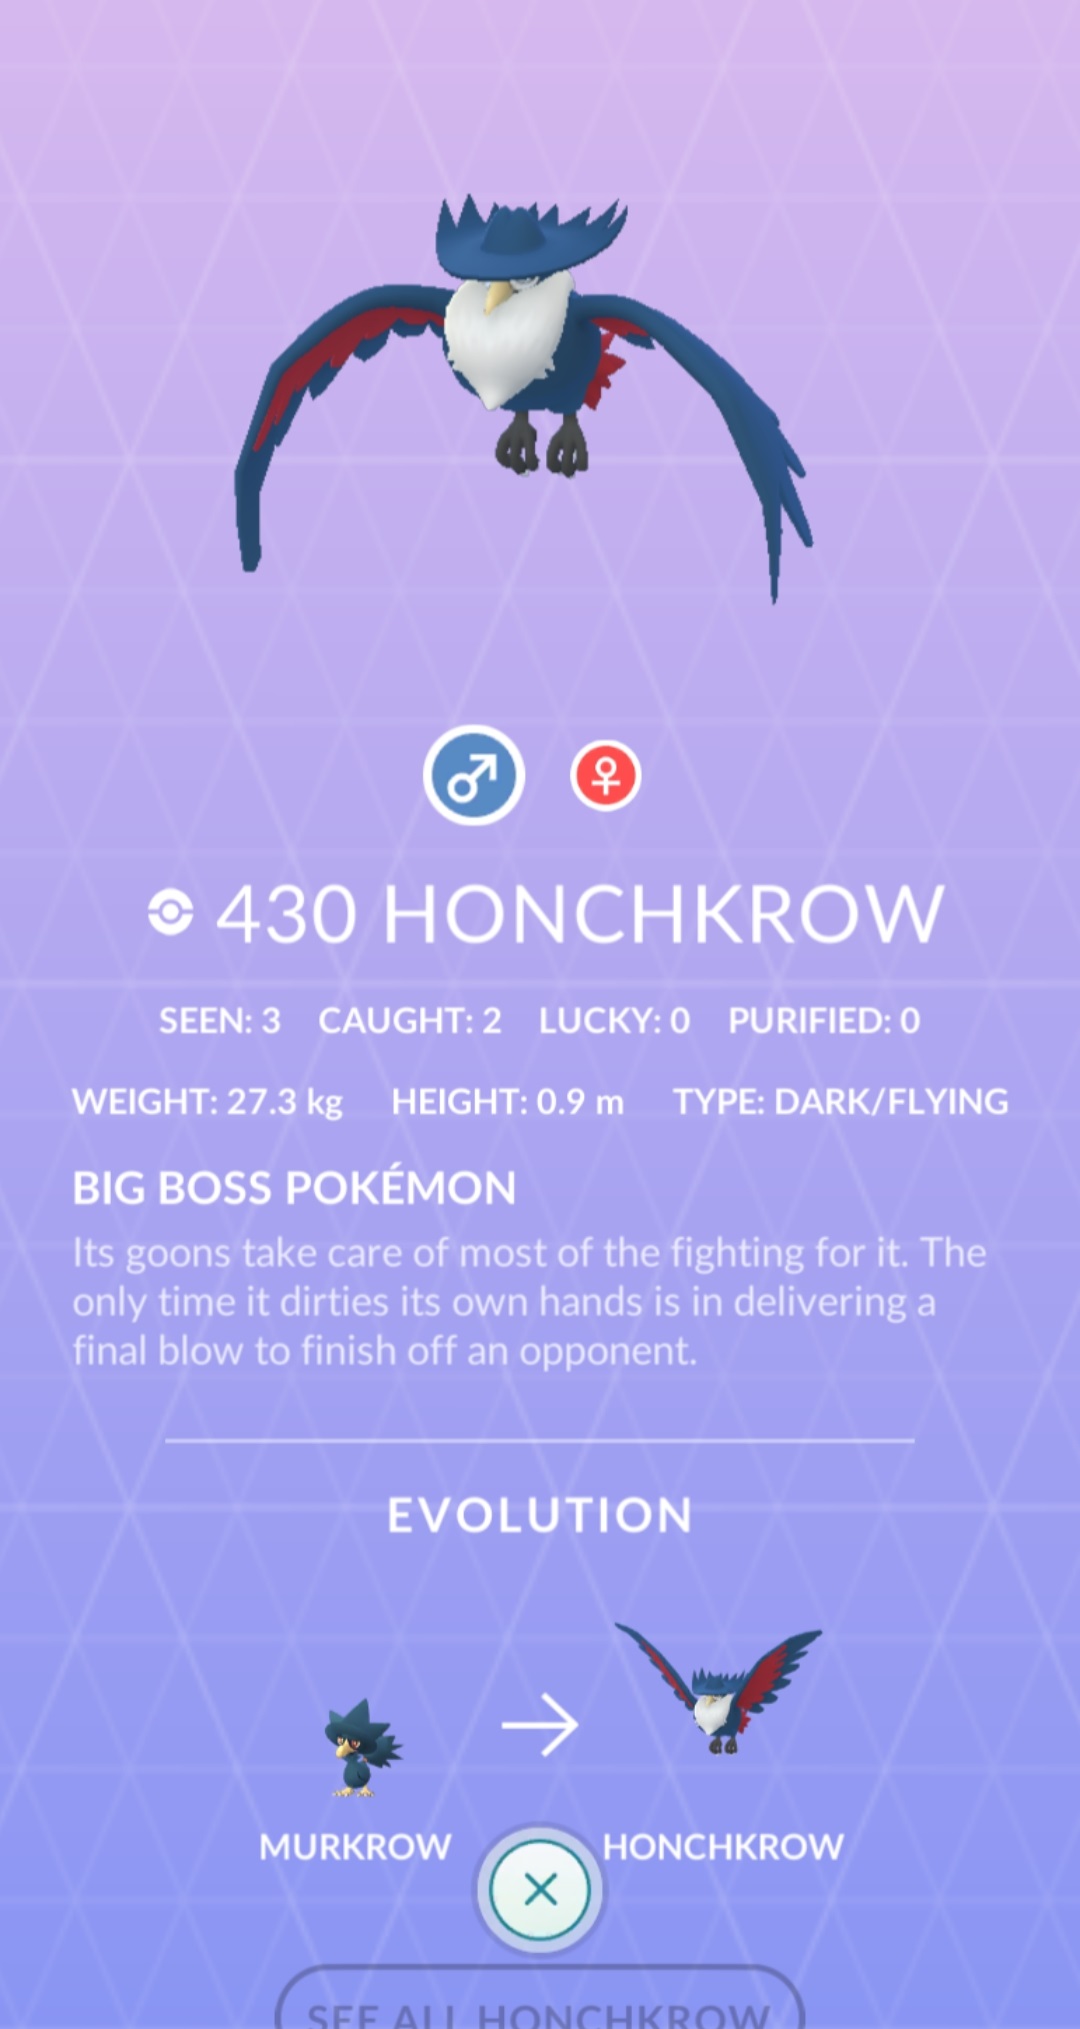 430 HONCHKROW
SEEN: 3 CAUGHT: 2 LUCKY: 0 PURIFIED: 0
WEIGHT: 27.3 kg HEIGHT: 0.9 m TYPE: DARK/FLYING
BIG BOSS POKÉMON
Its goons take care of most of the fighting for it. The
only time it dirties its own hands is in delivering a
final blow to finish off an opponent.
EVOLUTION
MURKROW HONCHKROW
SEE ALL HONCHKROW